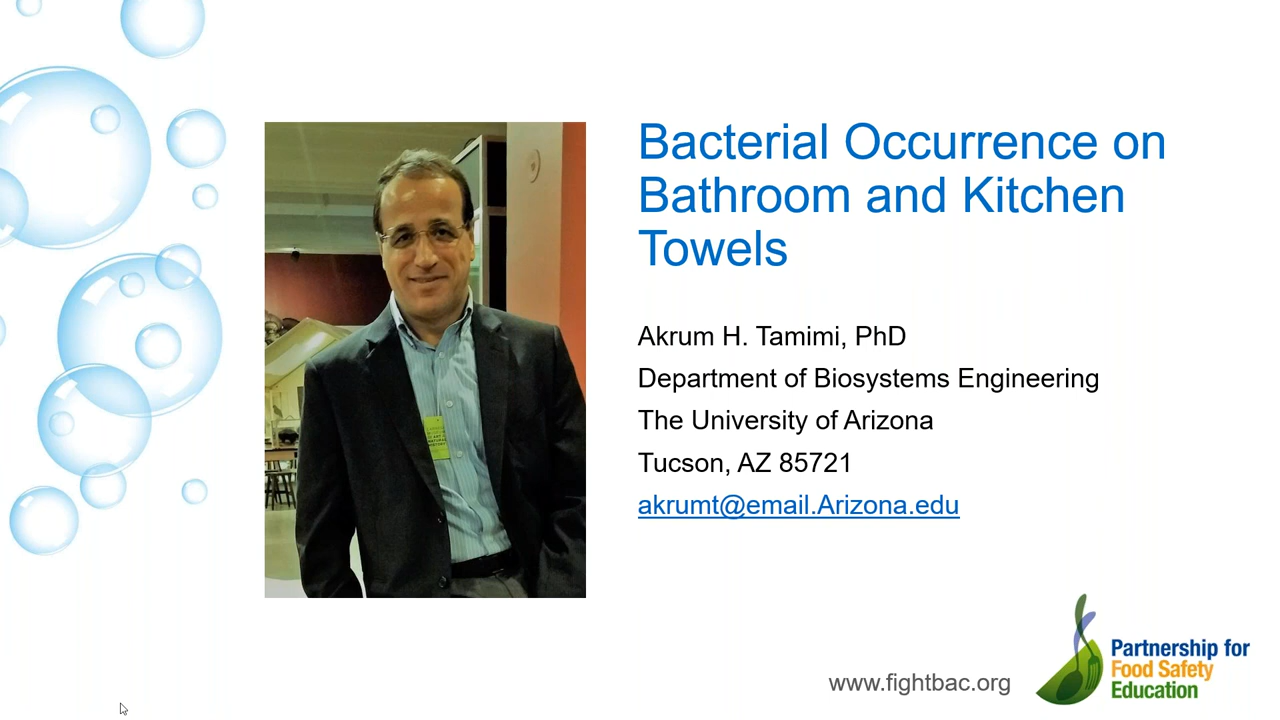 Bacterial Occurrence on
Bathroom and Kitchen
Towels
Akrum H. Tamimi, PhD
Department of Biosystems Engineering
The University of Arizona
Tucson, AZ 85721
akrumt@email.Arizona.edu
www.fightbac.org
Partnership for
Food Safety
Education